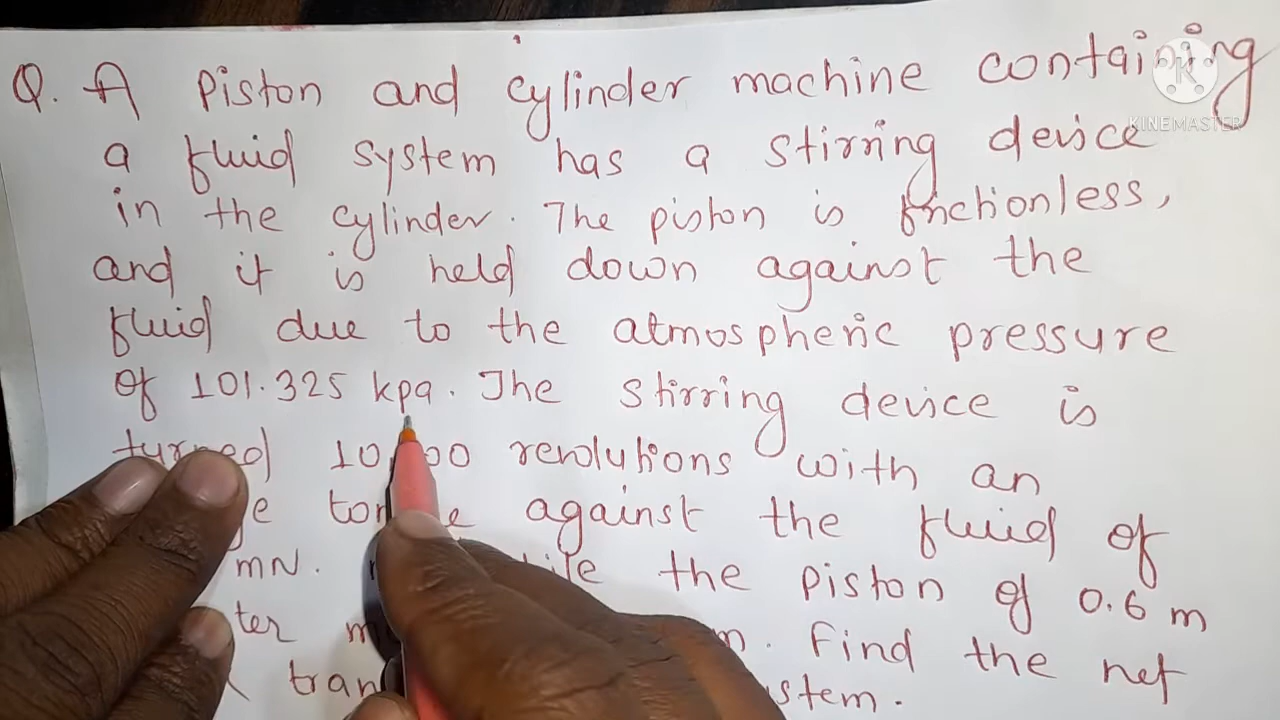 Q. A Piston and cylinder machine containing
KINEMASTER
a fluid system has a stirring device
in the cylinder. The piston is frictionless,
and it is held down against the
fluid due to the atmospheric pressure
of 101.325 kpa. The stirring device is
turned revolutions with an
against the fluid of
mN. the piston of 0.6 m
Find the net